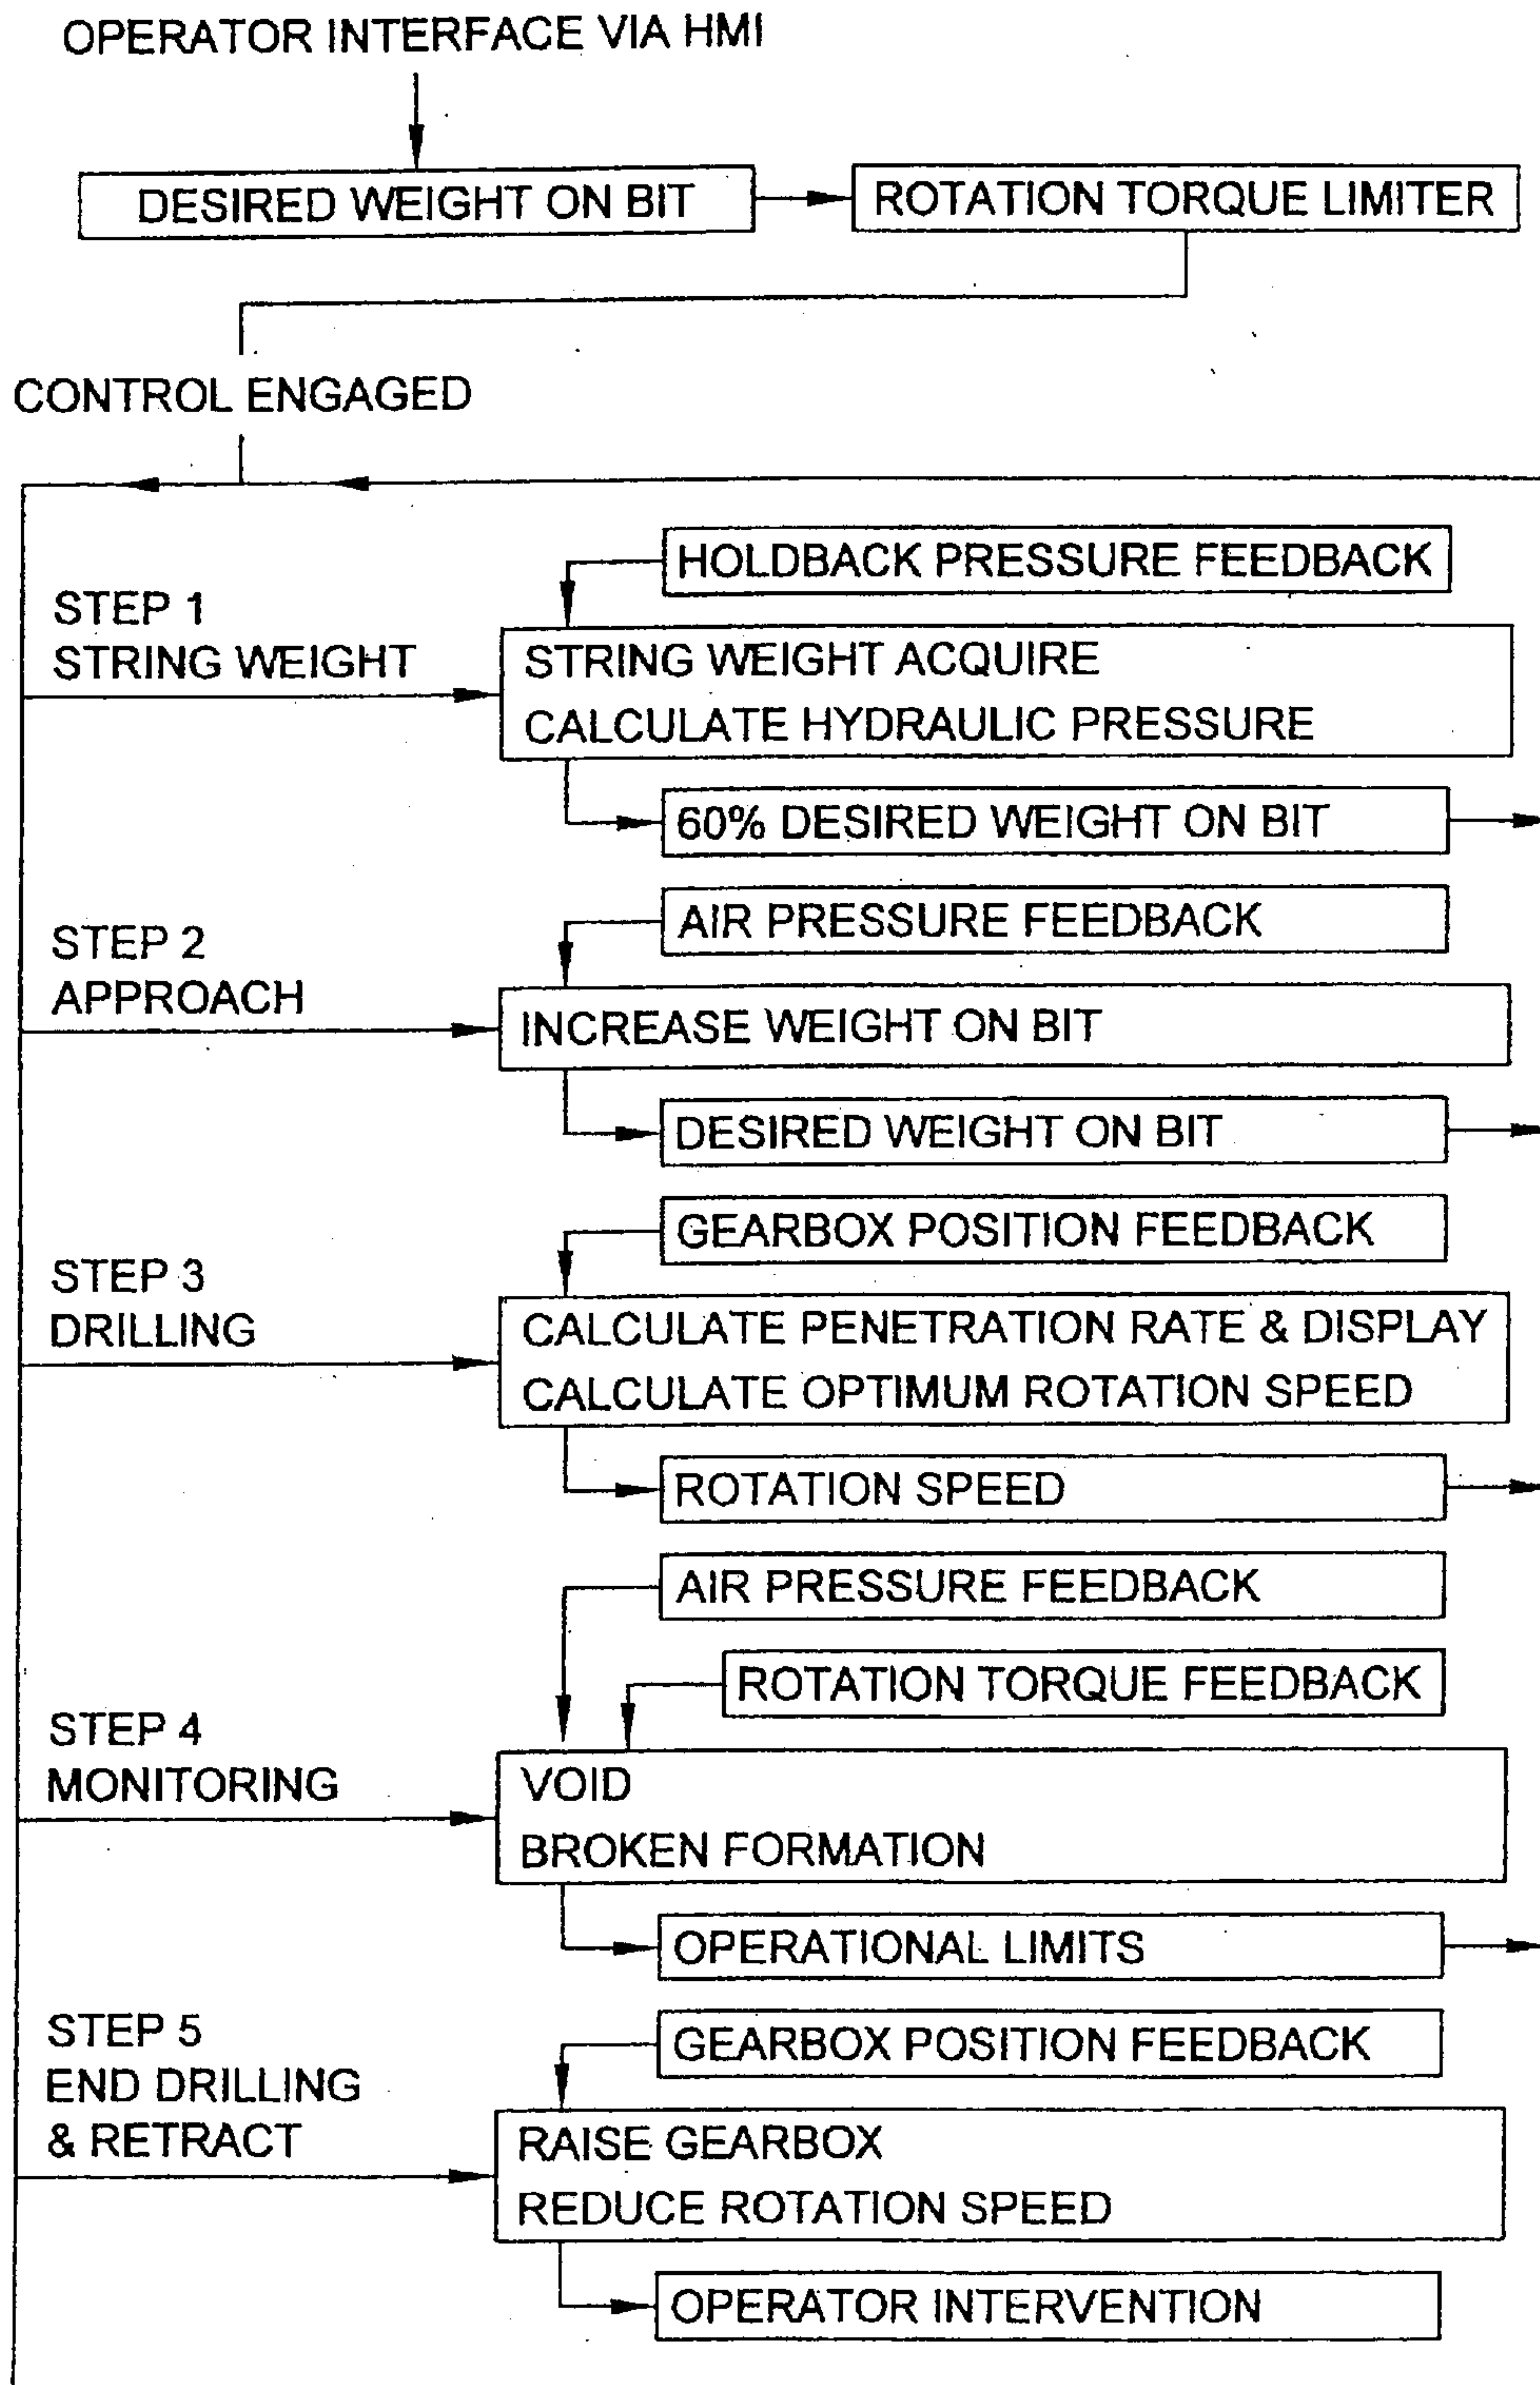 OPERATOR INTERFACE VIA HMI
DESIRED WEIGHT ON BIT
ROTATION TORQUE LIMITER
CONTROL ENGAGED
HOLDBACK PRESSURE FEEDBACK
STEP 1
STRING WEIGHT
STRING WEIGHT ACQUIRE
CALCULATE HYDRAULIC PRESSURE
60% DESIRED WEIGHT ON BIT
AIR PRESSURE FEEDBACK
STEP 2
APPROACH
INCREASE WEIGHT ON BIT
DESIRED WEIGHT ON BIT
GEARBOX POSITION FEEDBACK
STEP 3
DRILLING
CALCULATE PENETRATION RATE & DISPLAY
CALCULATE OPTIMUM ROTATION SPEED
ROTATION SPEED
AIR PRESSURE FEEDBACK
ROTATION TORQUE FEEDBACK
STEP 4
MONITORING
VOID
BROKEN FORMATION
OPERATIONAL LIMITS
GEARBOX POSITION FEEDBACK
STEP 5
END DRILLING
& RETRACT
RAISE GEARBOX
REDUCE ROTATION SPEED
OPERATOR INTERVENTION